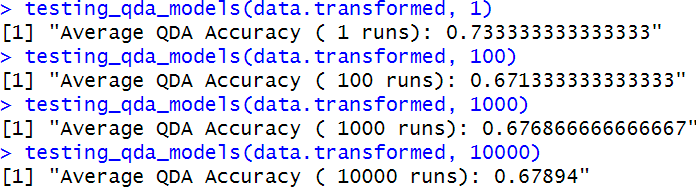 > testing_qda_models(data.transformed, 1)
[1] "Average QDA Accuracy ( 1 runs): 0.733333333333333"
> testing_qda_models(data.transformed, 100)
[1] "Average QDA Accuracy ( 100 runs): 0.671333333333333"
> testing_qda_models(data.transformed, 1000)
[1] "Average QDA Accuracy ( 1000 runs): 0.676866666666667"
> testing_qda_models(data.transformed, 10000)
[1] "Average QDA Accuracy ( 10000 runs): 0.67894"